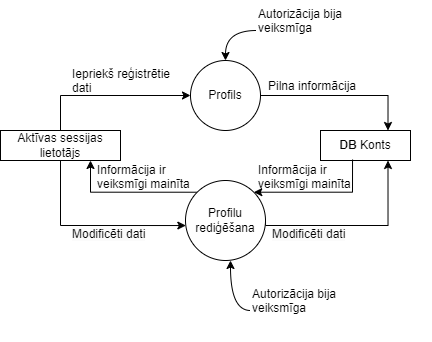 Autorizācija bija
veiksmīga
Iepriekš reģistrētie
dati
Profils
Pilna informācija
Aktīvas sessijas
lietotājs
DB Konts
Informācija ir
veiksmīgi mainīta
Informācija ir
veiksmīgi mainīta
Profilu
rediģēšana
Modificēti dati
Modificēti dati
Autorizācija bija
veiksmīga